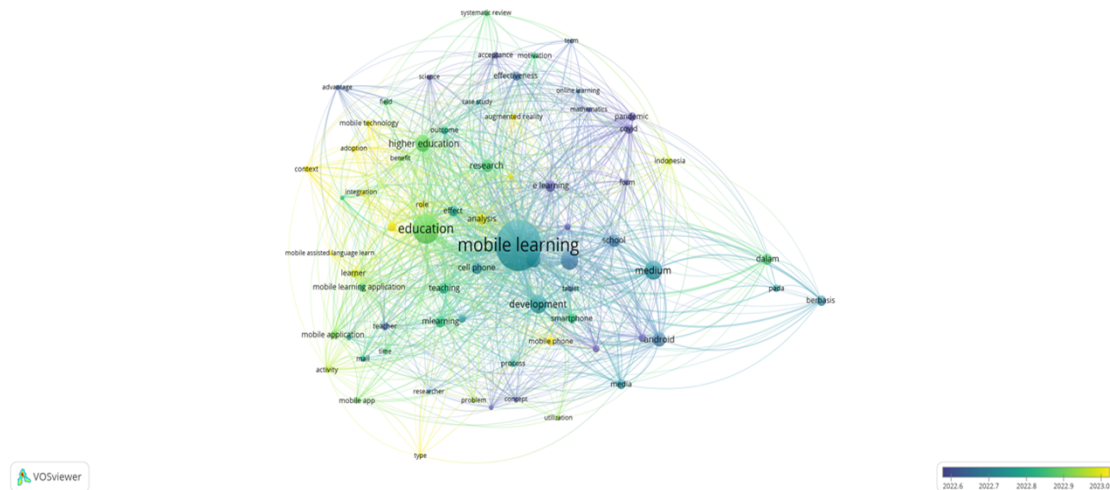 systematic review
team
acceptance
motivation
science
effectiveness
advantage
online learning
field
case study
mathematics
augmented reality
pandemic
covid
mobile technology
outcome
higher education
adoption
benefit
research
indonesia
context
e learning
form
integration
role
effect
analysis
education
mobile learning
school
mobile assisted language learn
dalam
learner
cell phone
medium
mobile learning application
teaching
tablet
pada
berbasis
development
mlearning
smartphone
teacher
mobile application
mobile phone
android
time
mall
process
activity
media
researcher
mobile app
problem
concept
utilization
type
VOSviewer
2022.6 2022.7 2022.8 2022.9 2023.0